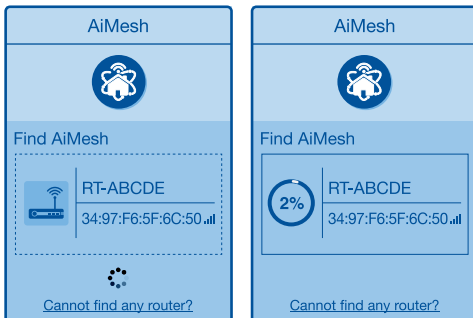 AiMesh
Find AiMesh
RT-ABCDE
34:97:F6:5F:6C:50
Cannot find any router?
AiMesh
Find AiMesh
2%
RT-ABCDE
34:97:F6:5F:6C:50
Cannot find any router?